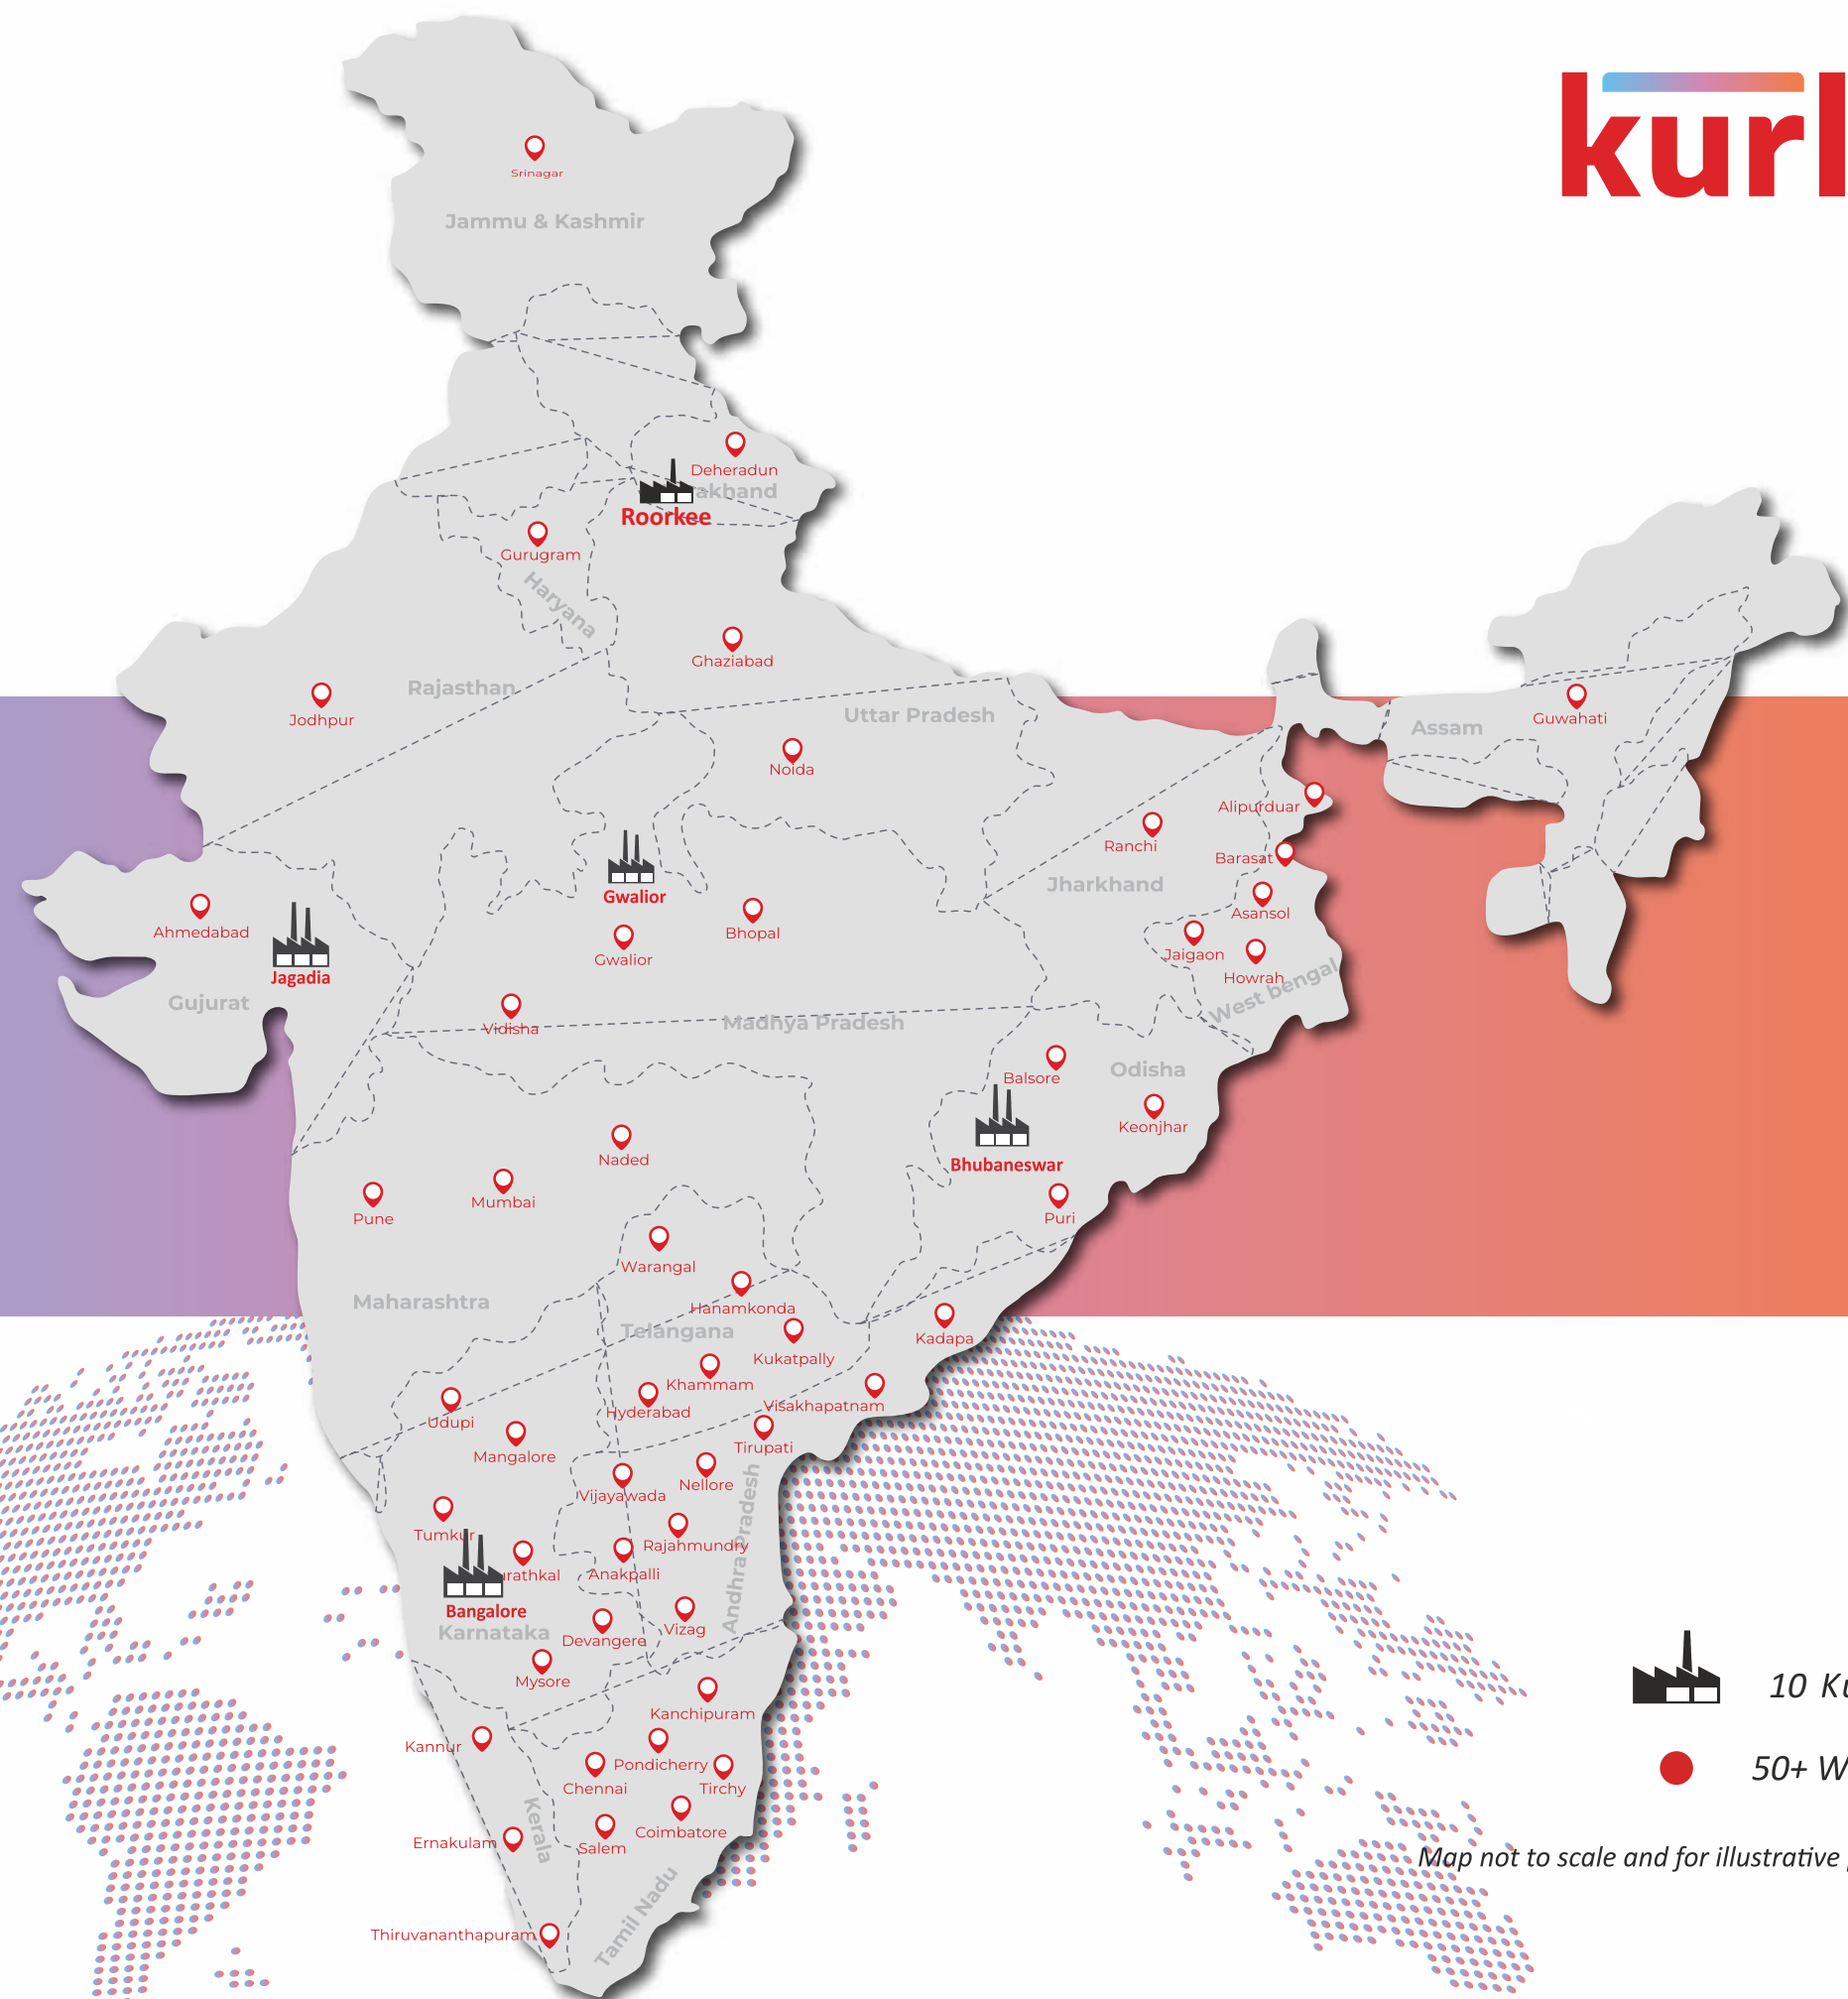 kurl
Srinagar
Jammu & Kashmir
Deheradun
akhand
Roorkee
Gurugram
Haryana
Ghaziabad
Rajasthan
Jodhpur
Uttar Pradesh
Guwahati
Assam
Noida
Alipurduar
Ranchi
Barasat
Jharkhand
Gwalior
Asansol
Ahmedabad
Bhopal
Gwalior
Jaigaon
Jagadia
Howrah
West bengal
Gujurat
Vidisha
Madhya Pradesh
Odisha
Balsore
Keonjhar
Naded
Bhubaneswar
Mumbai
Pune
Puri
Warangal
Maharashtra
Hanamkonda
Telangana
Kadapa
Kukatpally
Khammam
Visakhapatnam
Hyderabad
Udupi
Tirupati
Mangalore
Nellore
Vijayawada
Andhra Pradesh
Tumkur
Rajahmundry
urathkal
Anakpalli
Bangalore
Karnataka
Devangere
Vizag
Mysore
Kanchipuram
10 Ku
Kannur
Pondicherry
Chennai
Tirchy
50+ W
Kerala
Coimbatore
Ernakulam
Salem
Map not to scale and for illustrative
Tamil Nadu
Thiruvananthapuram